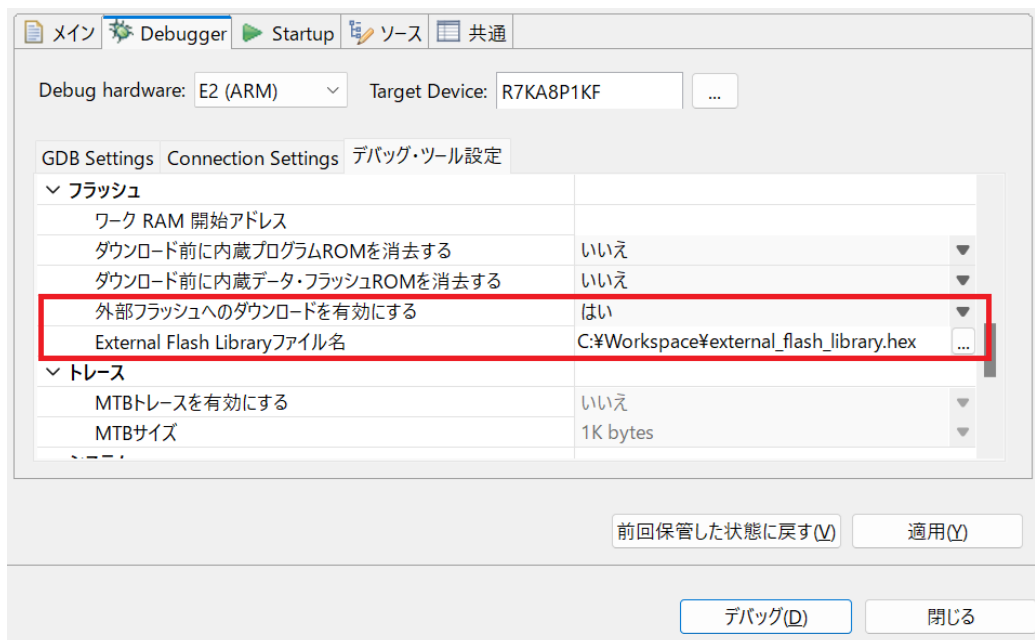 メイン Debugger Startup ソース 共通
Debug hardware: E2 (ARM) Target Device: R7KA8P1KF ...
GDB Settings Connection Settings デバッグ・ツール設定
フラッシュ
ワーク RAM 開始アドレス
ダウンロード前に内蔵プログラムROMを消去する いいえ
ダウンロード前に内蔵データ・フラッシュROMを消去する いいえ
外部フラッシュへのダウンロードを有効にする はい
External Flash Libraryファイル名 C:¥Workspace¥external_flash_library.hex ...
トレース
MTBトレースを有効にする いいえ
MTBサイズ 1K bytes
前回保管した状態に戻す(V) 適用(Y)
デバッグ(D) 閉じる